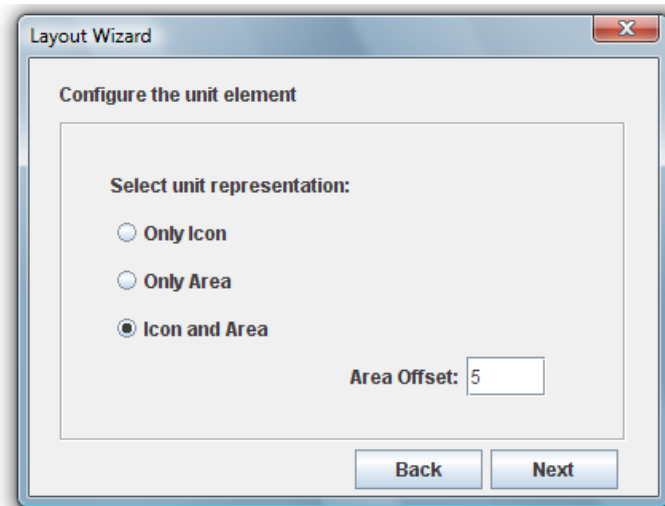 Layout Wizard
Configure the unit element
Select unit representation:
Only Icon
Only Area
Icon and Area
Area Offset: 5
Back Next